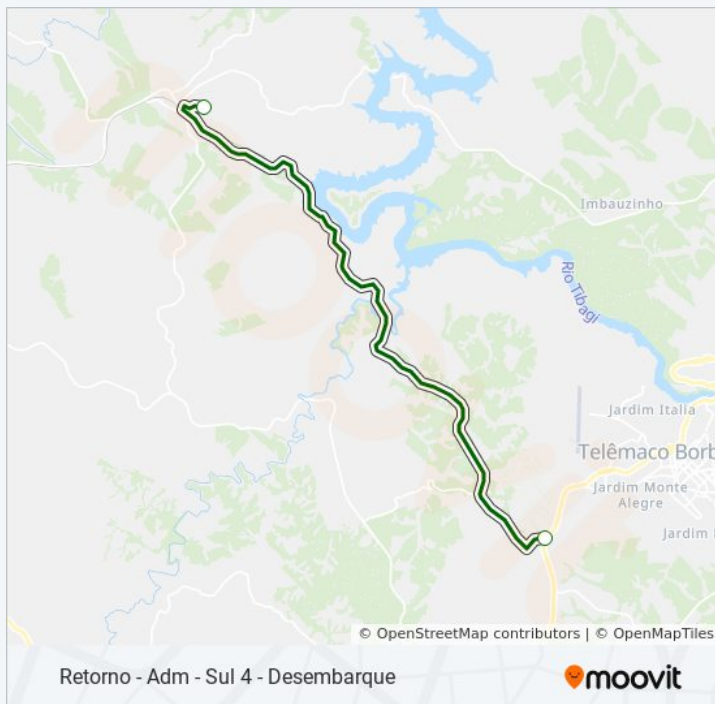 Imbauzinho
Rio Tibagi
Jardim Italia
Telêmaco Borb
Jardim Monte
Alegre
Jardim
© OpenStreetMap contributors | © OpenMapTiles
Retorno - Adm - Sul 4 - Desembarque
moovit